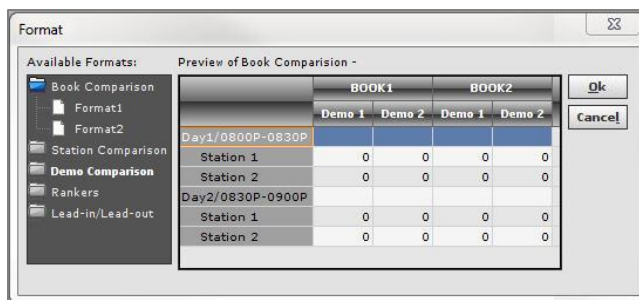 Format
Available Formats:
Preview of Book Comparision -
Book Comparison
Format1
Format2
Station Comparison
Demo Comparison
Rankers
Lead-in/Lead-out
BOOK1 BOOK2
Demo 1 Demo 2 Demo 1 Demo 2
Day1/0800P-0830P
Station 1 0 0 0 0
Station 2 0 0 0 0
Day2/0830P-0900P
Station 1 0 0 0 0
Station 2 0 0 0 0
Ok
Cancel